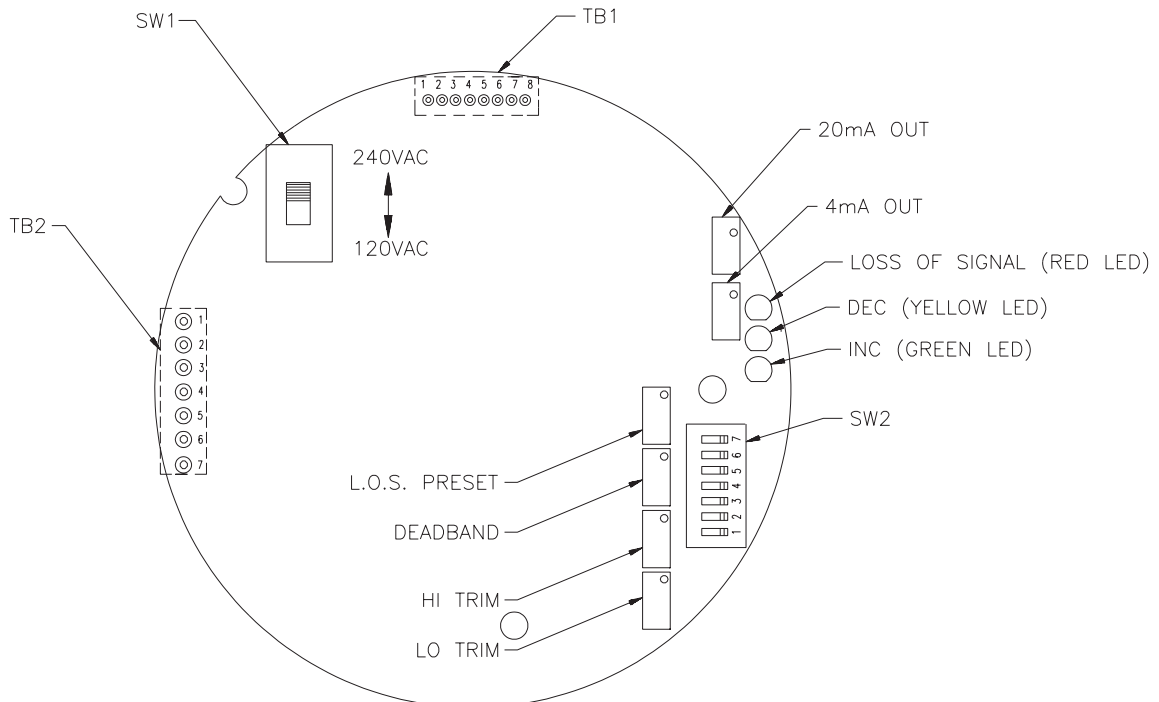 SW1
TB1
1 2 3 4 5 6 7 8
20mA OUT
240VAC
4mA OUT
TB2
120VAC
LOSS OF SIGNAL (RED LED)
DEC (YELLOW LED)
INC (GREEN LED)
1
2
3
4
5
6
7
SW2
7
6
5
4
3
2
1
L.O.S. PRESET
DEADBAND
HI TRIM
LO TRIM